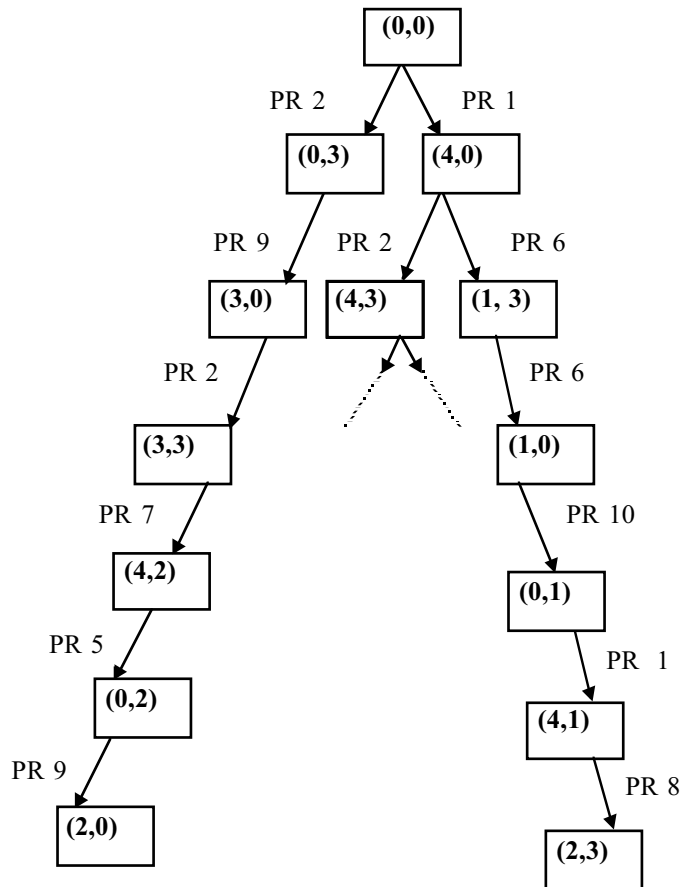 (0,0)
PR 2 PR 1
(0,3) (4,0)
PR 9 PR 2 PR 6
(3,0) (4,3) (1, 3)
PR 2 PR 6
(3,3) (1,0)
PR 7 PR 10
(4,2) (0,1)
PR 5 PR 1
(0,2) (4,1)
PR 9 PR 8
(2,0) (2,3)